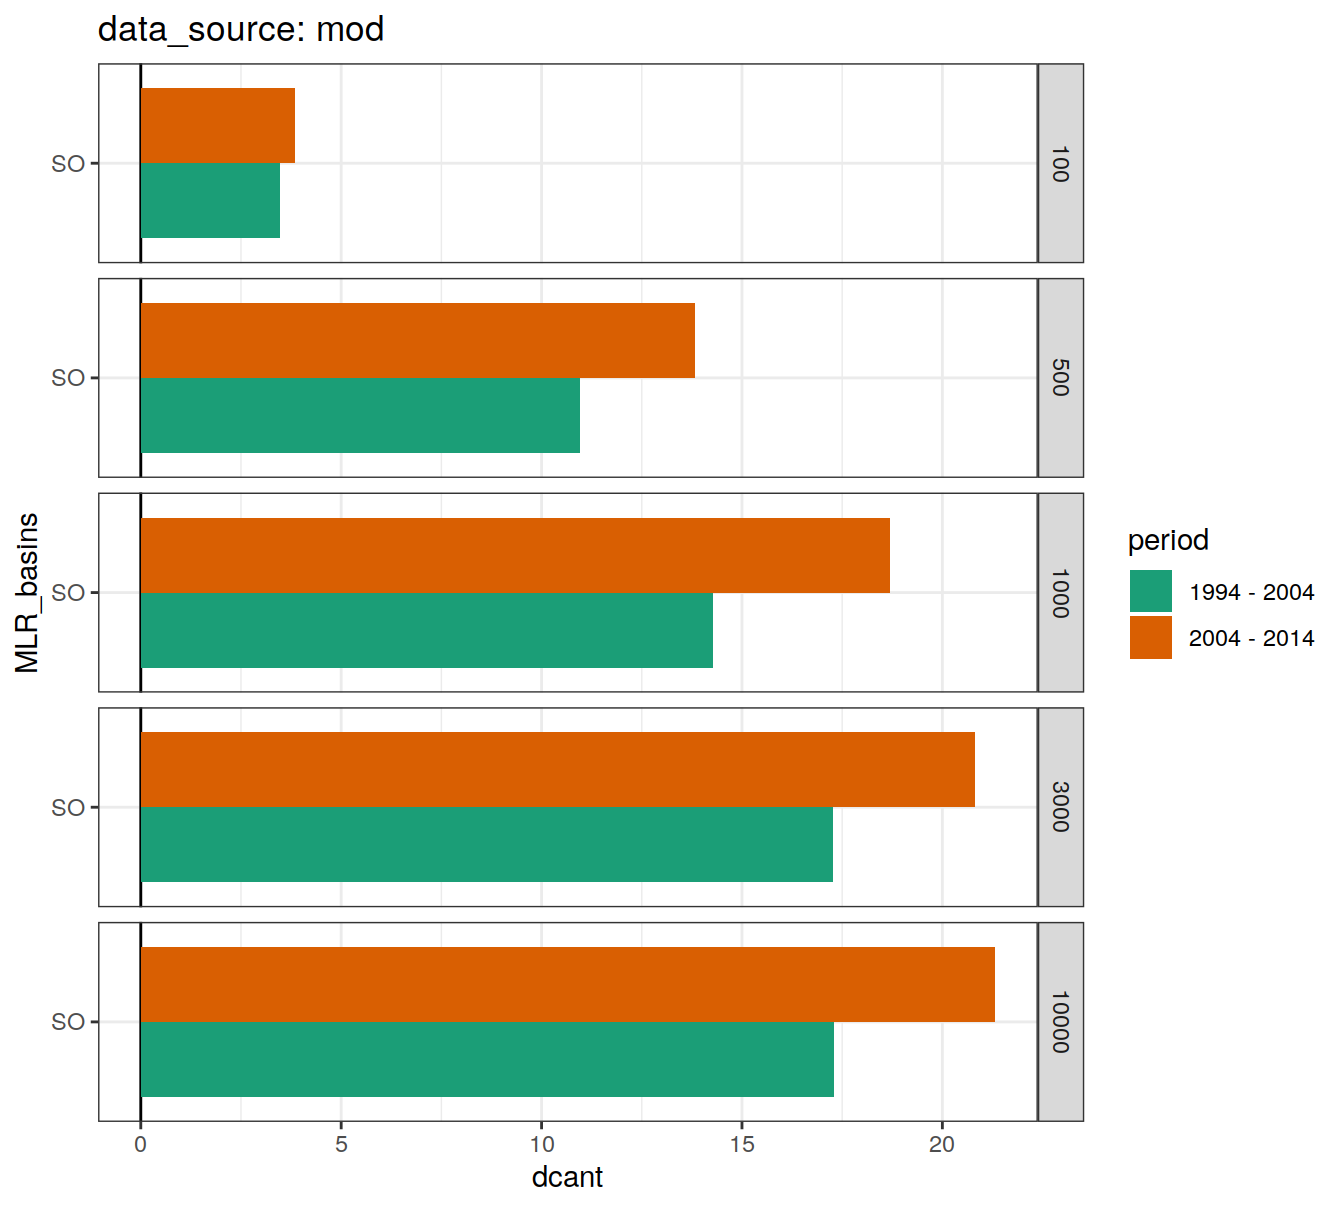 data_source: mod
SO
100
SO
500
MLR_basins
SO
1000
SO
3000
SO
10000
0 5 10 15 20
dcant
period
1994 - 2004
2004 - 2014